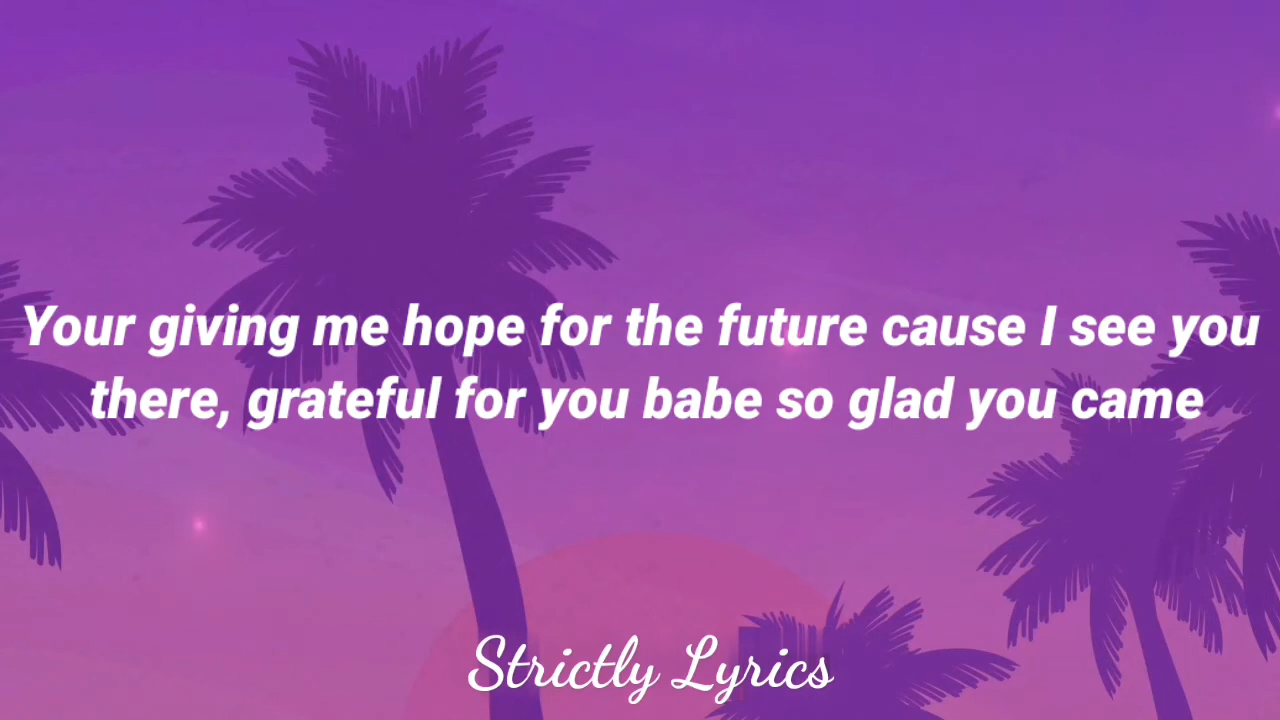 Your giving me hope for the future cause I see you
there, grateful for you babe so glad you came
Strictly Lyrics